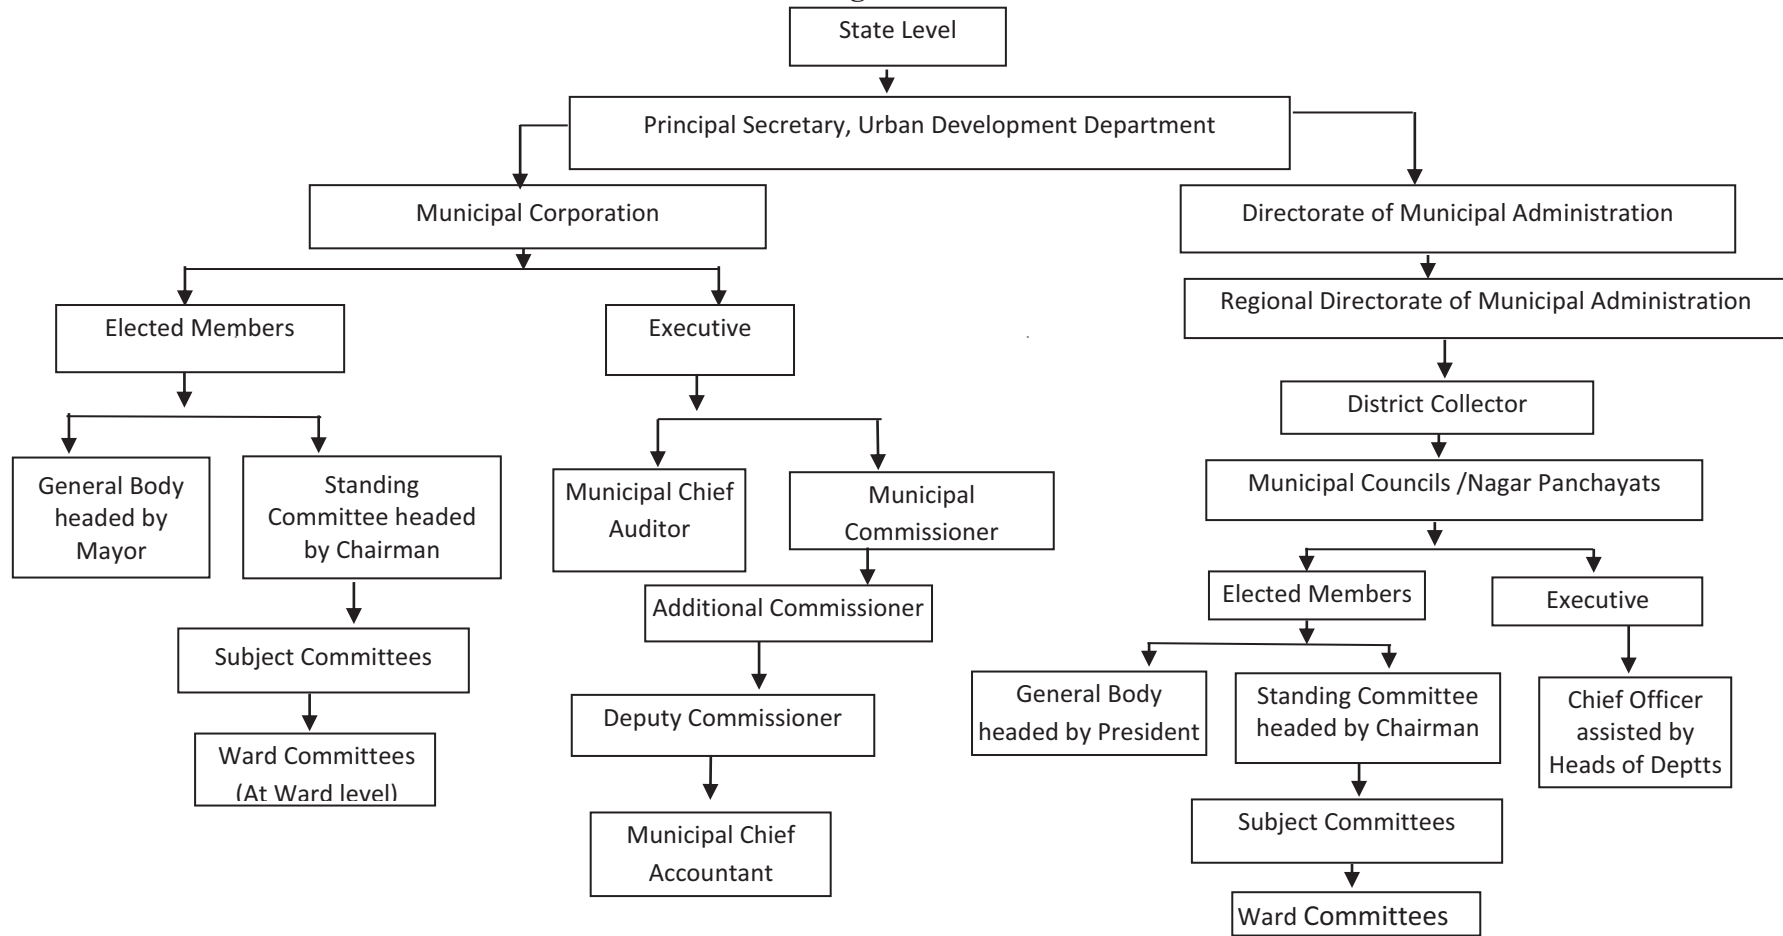 State Level
Principal Secretary, Urban Development Department
Municipal Corporation
Directorate of Municipal Administration
Regional Directorate of Municipal Administration
Elected Members
Executive
District Collector
General Body
headed by
Mayor
Standing
Committee headed
by Chairman
Municipal Chief
Auditor
Municipal
Commissioner
Municipal Councils /Nagar Panchayats
Additional Commissioner
Elected Members
Executive
Subject Committees
Deputy Commissioner
General Body
headed by President
Standing Committee
headed by Chairman
Chief Officer
assisted by
Heads of Deptts
Ward Committees
(At Ward level)
Municipal Chief
Accountant
Subject Committees
Ward Committees